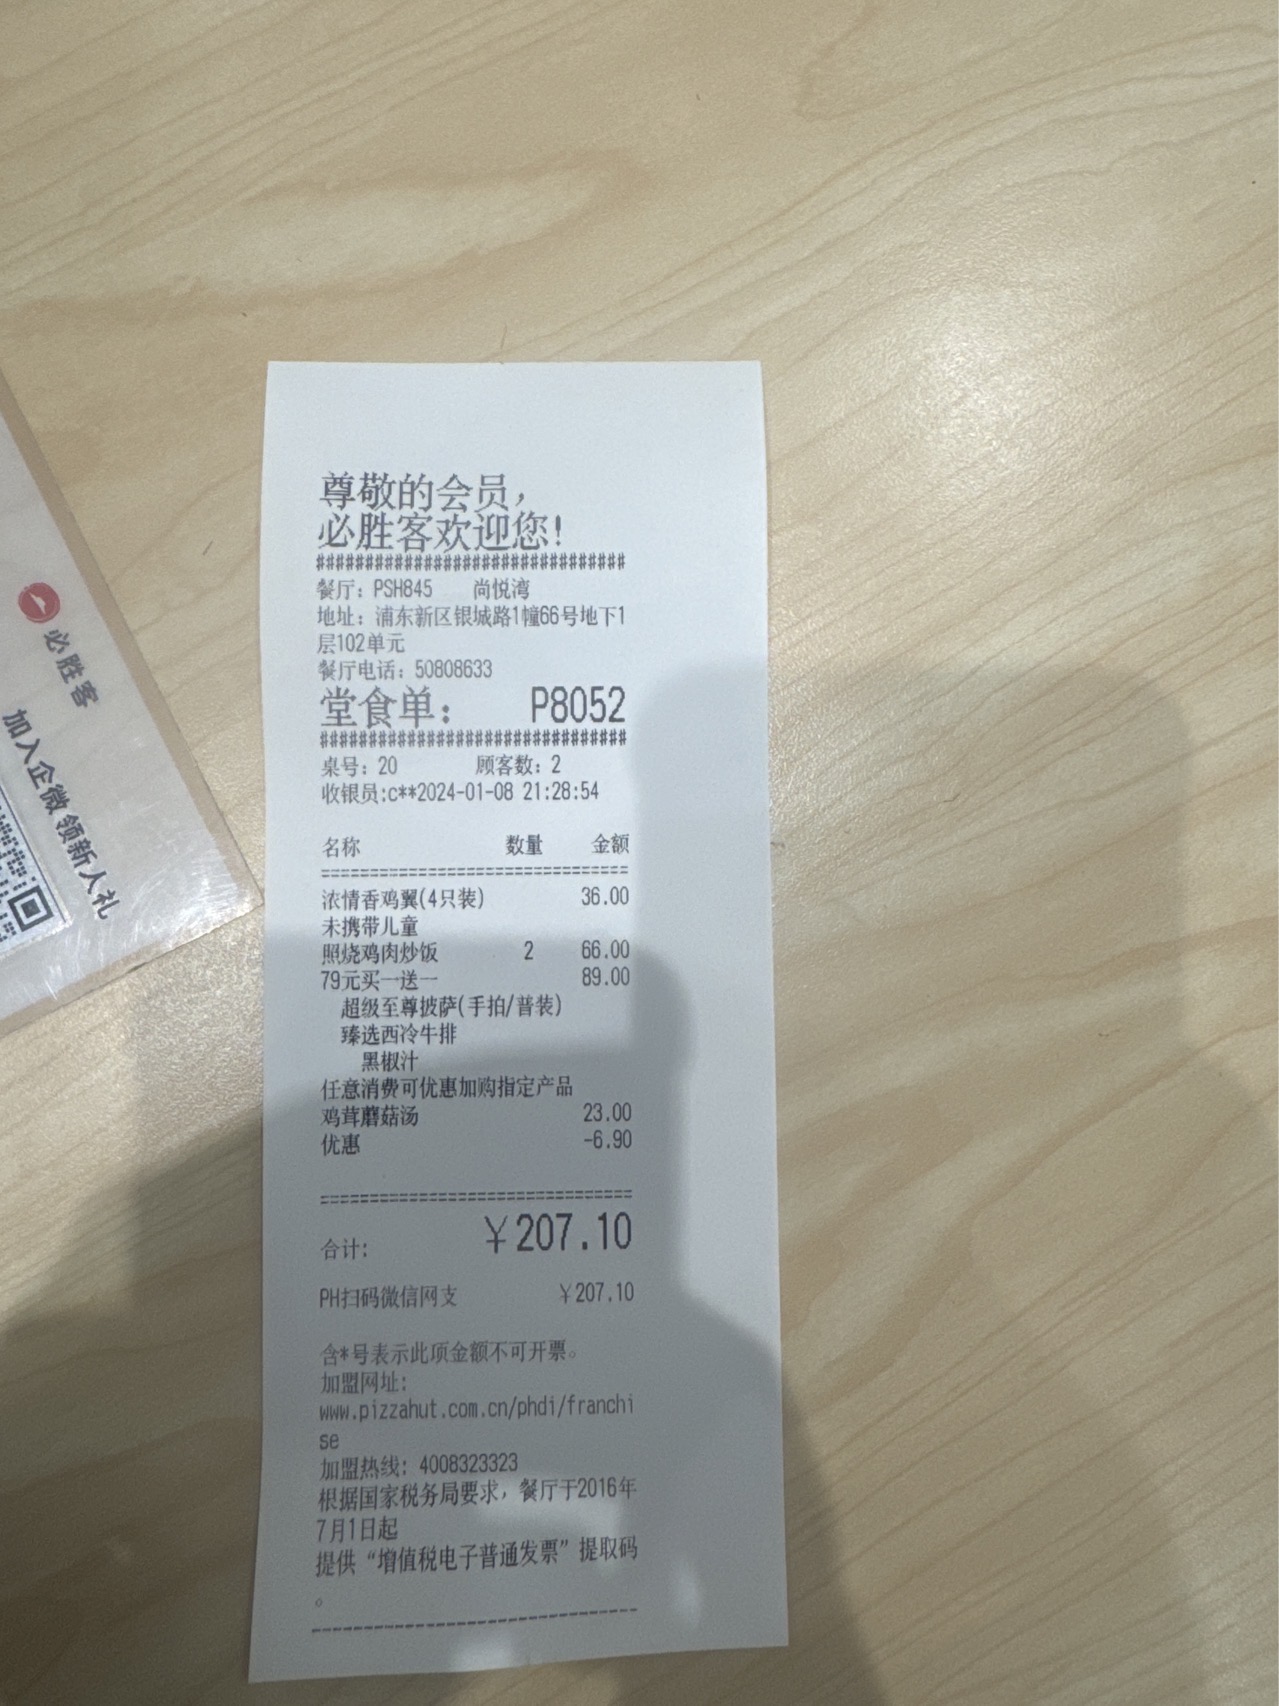 尊敬的会员,
必胜客欢迎您!
################################
餐厅: PSH845 尚悦湾
地址: 浦东新区银城路1幢66号地下1
层102单元
餐厅电话: 50808633
堂食单: P8052
################################
桌号: 20 顾客数: 2
收银员:c**2024-01-08 21:28:54
名称 数量 金额
================================
浓情香鸡翼(4只装) 36.00
未携带儿童
照烧鸡肉炒饭 2 66.00
79元买一送一 89.00
超级至尊披萨(手拍/普装)
臻选西冷牛排
黑椒汁
任意消费可优惠加购指定产品
鸡茸蘑菇汤 23.00
优惠 -6.90
================================
合计: ￥207.10
PH扫码微信网支 ￥207.10
含*号表示此项金额不可开票。
加盟网址:
www.pizzahut.com.cn/phdi/franchi
se
加盟热线: 4008323323
根据国家税务局要求, 餐厅于2016年
7月1日起
提供“增值税电子普通发票”提取码
。
--------------------------------
必胜客
加入企微 领新人礼